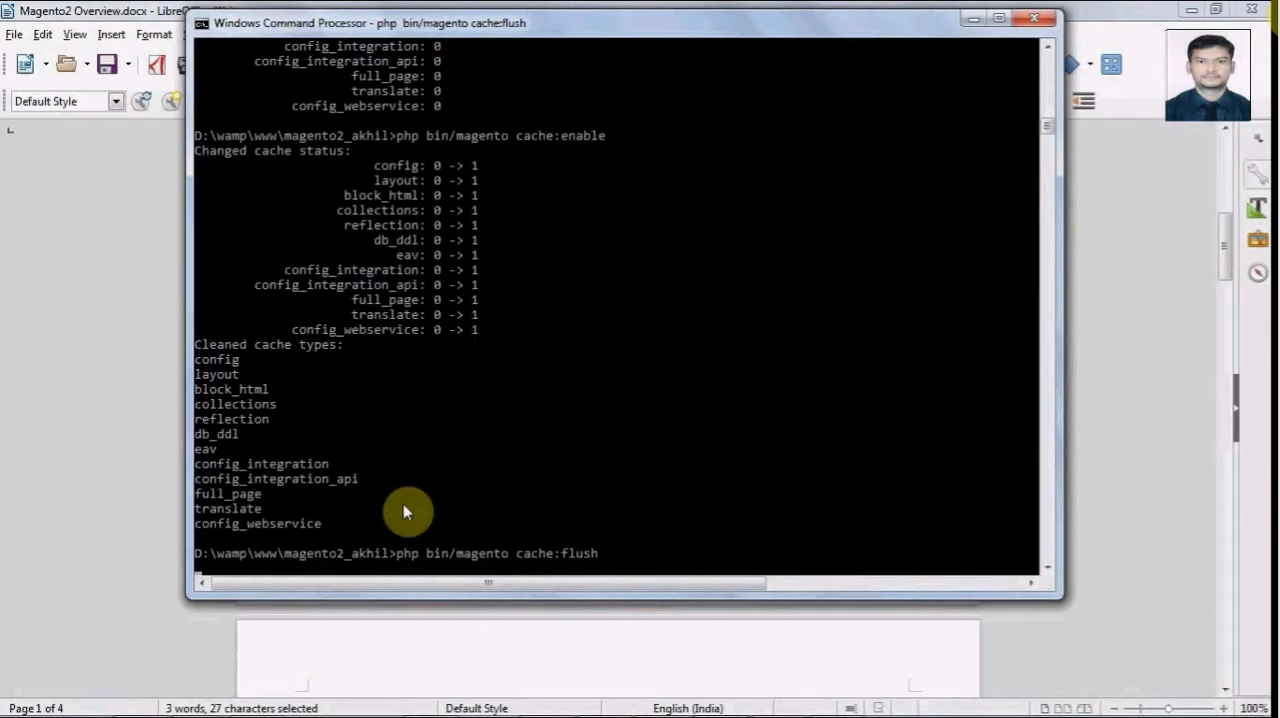 Magento2 Overview.docx - LibreOf
Windows Command Processor - php  bin/magento cache:flush
File Edit View Insert Format
Default Style
config_integration: 0
config_integration_api: 0
full_page: 0
translate: 0
config_webservice: 0
D:\wamp\www\magento2_akhil>php bin/magento cache:enable
Changed cache status:
config: 0 -> 1
layout: 0 -> 1
block_html: 0 -> 1
collections: 0 -> 1
reflection: 0 -> 1
db_ddl: 0 -> 1
eav: 0 -> 1
config_integration: 0 -> 1
config_integration_api: 0 -> 1
full_page: 0 -> 1
translate: 0 -> 1
config_webservice: 0 -> 1
Cleaned cache types:
config
layout
block_html
collections
reflection
db_ddl
eav
config_integration
config_integration_api
full_page
translate
config_webservice
D:\wamp\www\magento2_akhil>php bin/magento cache:flush
Page 1 of 4 3 words, 27 characters selected Default Style English (India) 100%